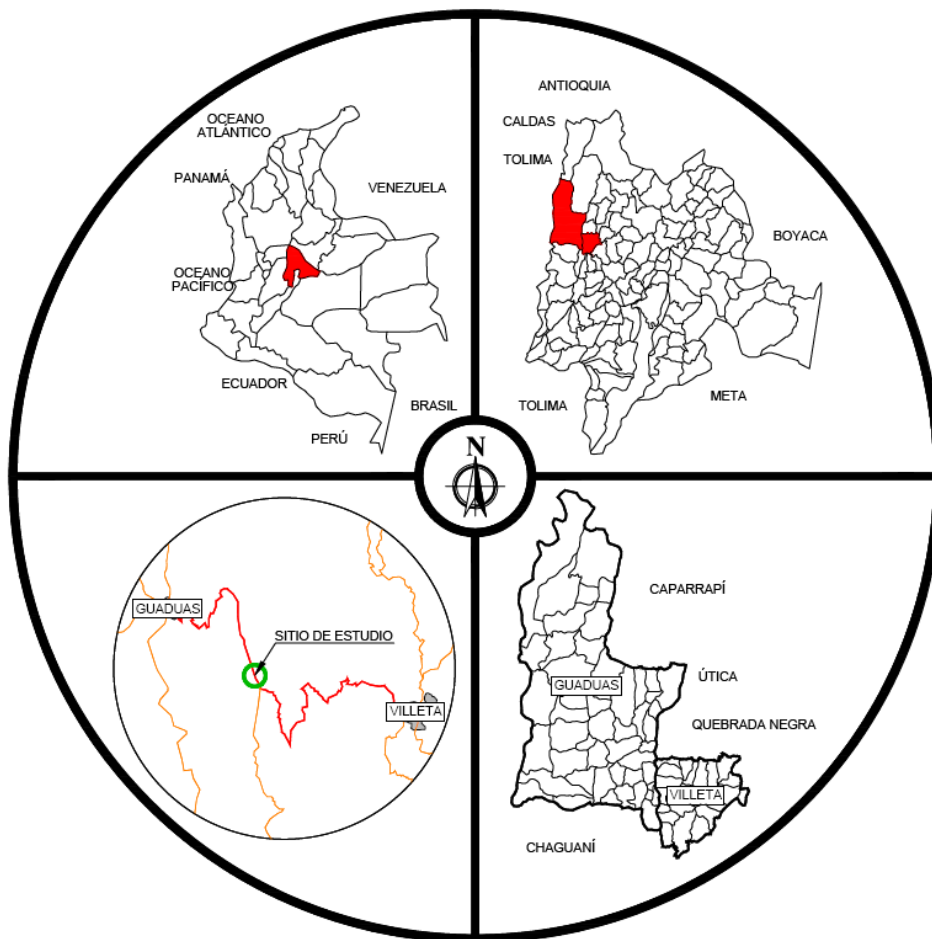 OCEANO
ATLÁNTICO
PANAMÁ
VENEZUELA
OCEANO
PACÍFICO
ECUADOR
BRASIL
PERÚ
ANTIOQUIA
CALDAS
TOLIMA
BOYACA
META
TOLIMA
N
GUADUAS
SITIO DE ESTUDIO
VILLETA
CAPARRAPÍ
GUADUAS
ÚTICA
QUEBRADA NEGRA
VILLETA
CHAGUANÍ